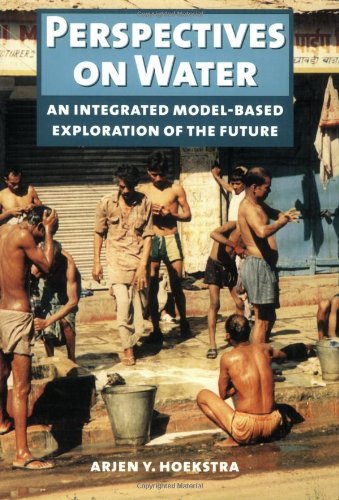 PERSPECTIVES
ON WATER
AN INTEGRATED MODEL-BASED
EXPLORATION OF THE FUTURE
ARJEN Y. HOEKSTRA